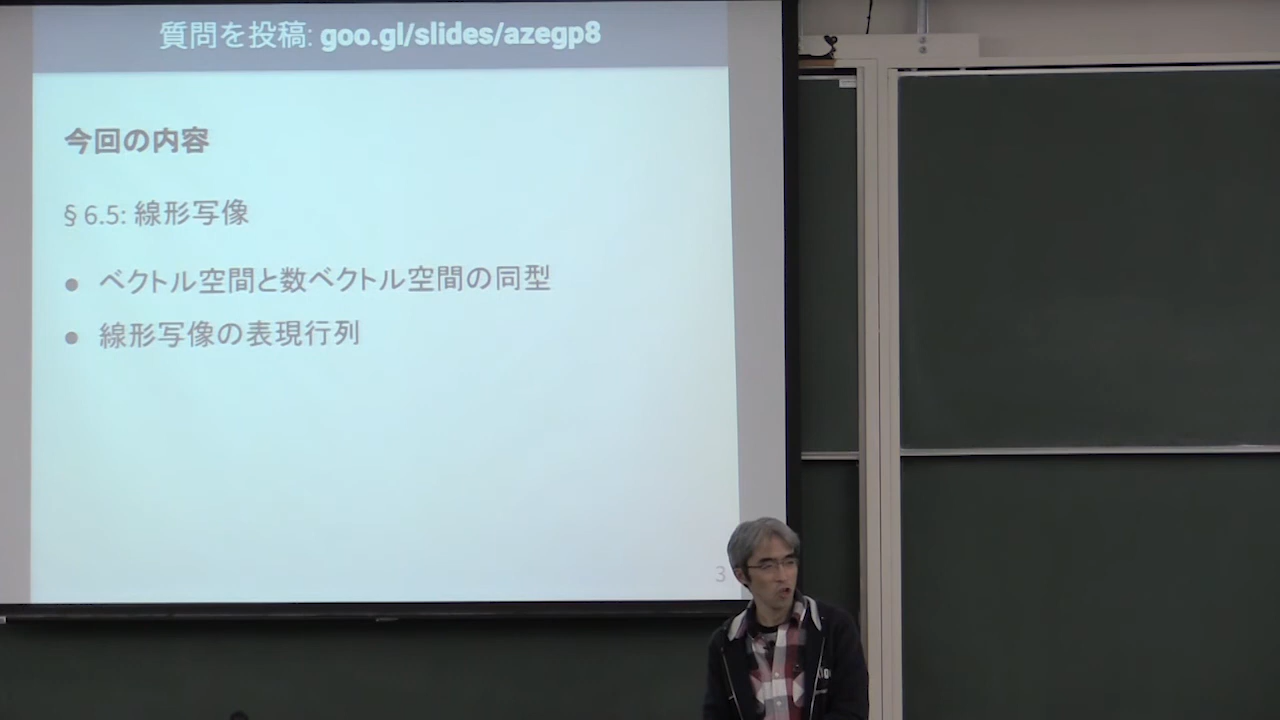 質問を投稿: goo.gl/slides/azegp8
今回の内容
§ 6.5: 線形写像
● ベクトル空間と数ベクトル空間の同型
● 線形写像の表現行列
3